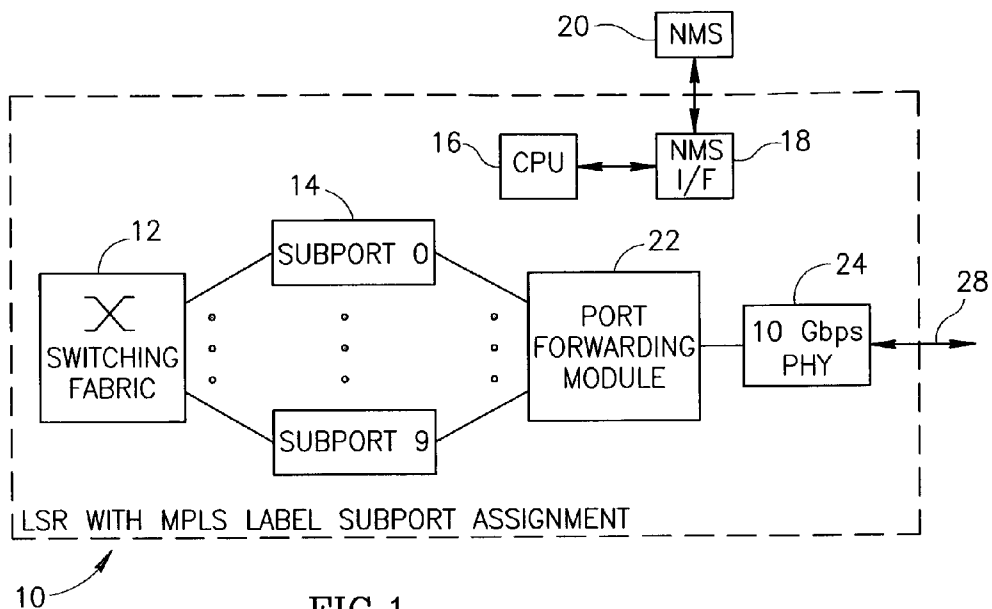 20
NMS
16
CPU
NMS
I/F
18
14
12
SUBPORT 0
22
24
28
SWITCHING
FABRIC
PORT
FORWARDING
MODULE
10 Gbps
PHY
SUBPORT 9
LSR WITH MPLS LABEL SUBPORT ASSIGNMENT
10
FIG.1